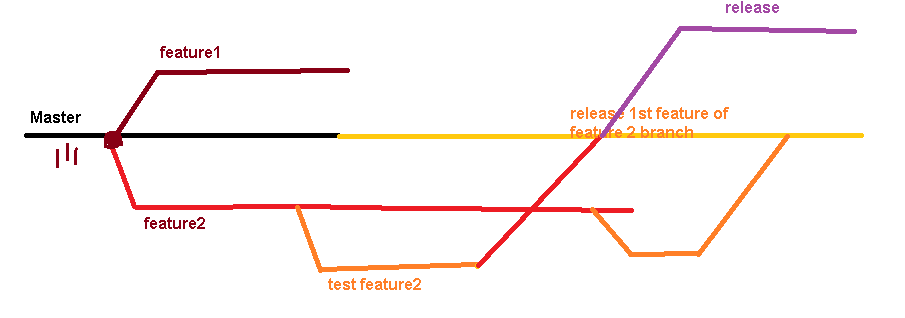 release
feature1
Master
release 1st feature of
feature 2 branch
feature2
test feature2